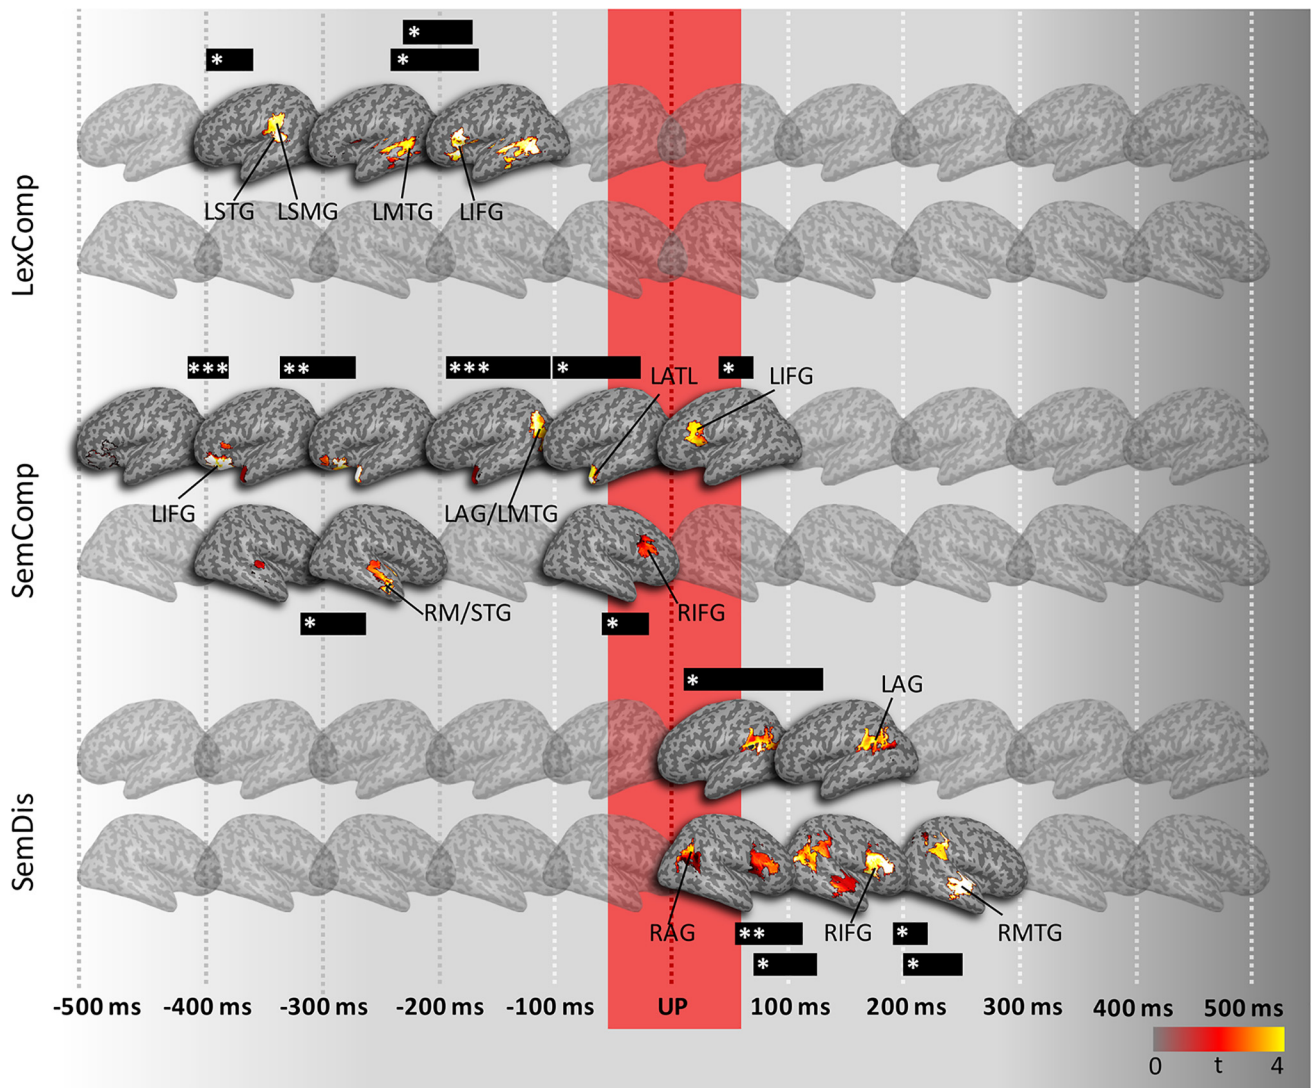 *
* *
LexComp
LSTG LSMG LMTG LIFG
*** ** *** * *
LATL LIFG
SemComp
LIFG LAG/LMTG
RM/STG RIFG
* *
*
LAG
SemDis
RAG ** RIFG * RMTG
* *
-500 ms -400 ms -300 ms -200 ms -100 ms UP 100 ms 200 ms 300 ms 400 ms 500 ms
0 t 4